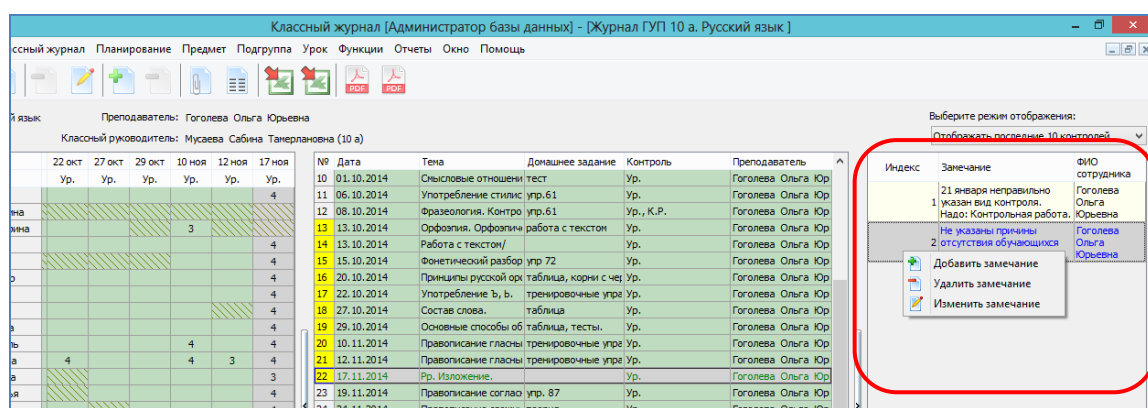 Классный журнал [Администратор базы данных] - [Журнал ГУП 10 а. Русский язык ]
ссный журнал Планирование Предмет Подгруппа Урок Функции Отчеты Окно Помощь
PDF PDF
й язык Преподаватель: Гоголева Ольга Юрьевна
Классный руководитель: Мусаева Сабина Тамерлановна (10 а)
Выберите режим отображения:
Отображать последние 10 контролей
22 окт 27 окт 29 окт 10 ноя 12 ноя 17 ноя
Ур. Ур. Ур. Ур. Ур. Ур.
4
на
ина 3
4
4
о 4
4
4
а 4
ь 4 4
а 4 4 3 4
а 3
ья 4
№ Дата Тема Домашнее задание Контроль Преподаватель
10 01.10.2014 Смысловые отношени тест Ур. Гоголева Ольга Юр
11 06.10.2014 Употребление стилис упр.61 Ур. Гоголева Ольга Юр
12 08.10.2014 Фразеология. Контро упр.61 Ур., К.Р. Гоголева Ольга Юр
13 13.10.2014 Орфоэпия. Орфоэпич работа с текстом Ур. Гоголева Ольга Юр
14 13.10.2014 Работа с текстом/ Ур. Гоголева Ольга Юр
15 15.10.2014 Фонетический разбор упр 72 Ур. Гоголева Ольга Юр
16 20.10.2014 Принципы русской орф таблица, корни с чер Ур. Гоголева Ольга Юр
17 22.10.2014 Употребление Ъ, Ь. тренировочные упра Ур. Гоголева Ольга Юр
18 27.10.2014 Состав слова. таблица Ур. Гоголева Ольга Юр
19 29.10.2014 Основные способы об таблица, тесты. Ур. Гоголева Ольга Юр
20 10.11.2014 Правописание гласны тренировочные упра Ур. Гоголева Ольга Юр
21 12.11.2014 Правописание гласны тренировочные упра Ур. Гоголева Ольга Юр
22 17.11.2014 Рр. Изложение. Ур. Гоголева Ольга Юр
23 19.11.2014 Правописание соглас упр. 87 Ур. Гоголева Ольга Юр
Индекс Замечание ФИО
сотрудника
21 января неправильно Гоголева
1 указан вид контроля. Ольга
Надо: Контрольная работа. Юрьевна
Не указаны причины Гоголева
2 отсутствия обучающихся Ольга
Юрьевна
Добавить замечание
Удалить замечание
Изменить замечание